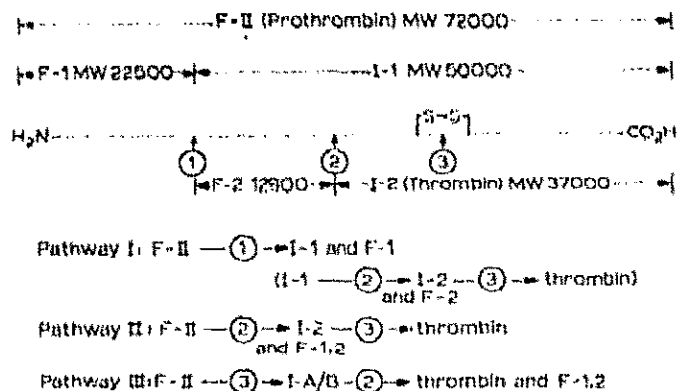 F-II (Prothrombin) MW 72000
F-1 MW 22500 I-1 MW 50000
S-S
H₂N CO₂H
① ② ③
F-2 12900 I-2 (Thrombin) MW 37000
Pathway I: F-II ① I-1 and F-1
(I-1 ② I-2 ③ thrombin)
and F-2
Pathway II: F-II ② I-2 ③ thrombin
and F-1,2
Pathway III: F-II ③ I-A/B ② thrombin and F-1,2